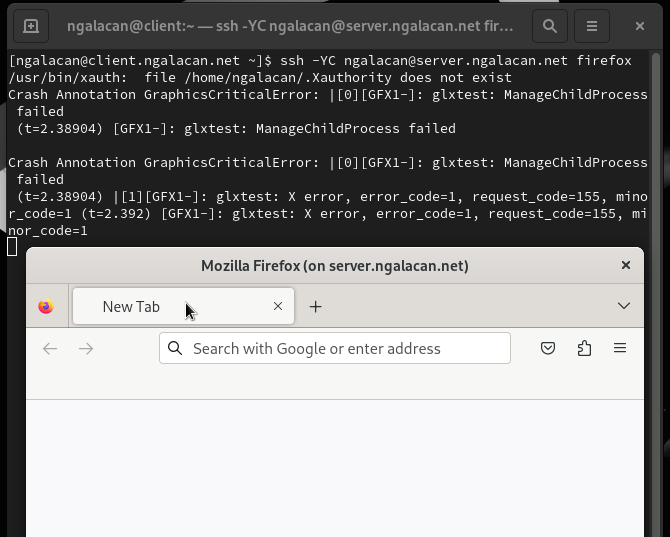 ngalacan@client:~ — ssh -YC ngalacan@server.ngalacan.net fir...
[ngalacan@client.ngalacan.net ~]$ ssh -YC ngalacan@server.ngalacan.net firefox
/usr/bin/xauth:  file /home/ngalacan/.Xauthority does not exist
Crash Annotation GraphicsCriticalError: |[0][GFX1-]: glxtest: ManageChildProcess
 failed
 (t=2.38904) [GFX1-]: glxtest: ManageChildProcess failed
Crash Annotation GraphicsCriticalError: |[0][GFX1-]: glxtest: ManageChildProcess
 failed
 (t=2.38904) |[1][GFX1-]: glxtest: X error, error_code=1, request_code=155, mino
r_code=1 (t=2.392) [GFX1-]: glxtest: X error, error_code=1, request_code=155, mi
nor_code=1
Mozilla Firefox (on server.ngalacan.net)
New Tab
Search with Google or enter address